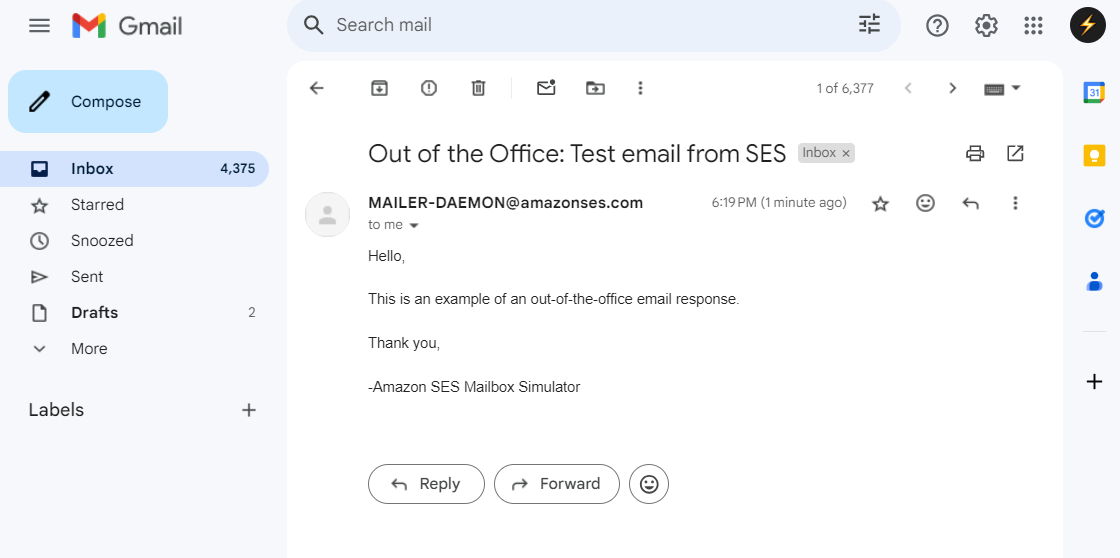 Gmail
Search mail
Compose
1 of 6,377
31
Inbox 4,375
Starred
Snoozed
Sent
Drafts 2
More
Labels
Out of the Office: Test email from SES Inbox ×
MAILER-DAEMON@amazonses.com 6:19 PM (1 minute ago)
to me
Hello,
This is an example of an out-of-the-office email response.
Thank you,
-Amazon SES Mailbox Simulator
Reply Forward